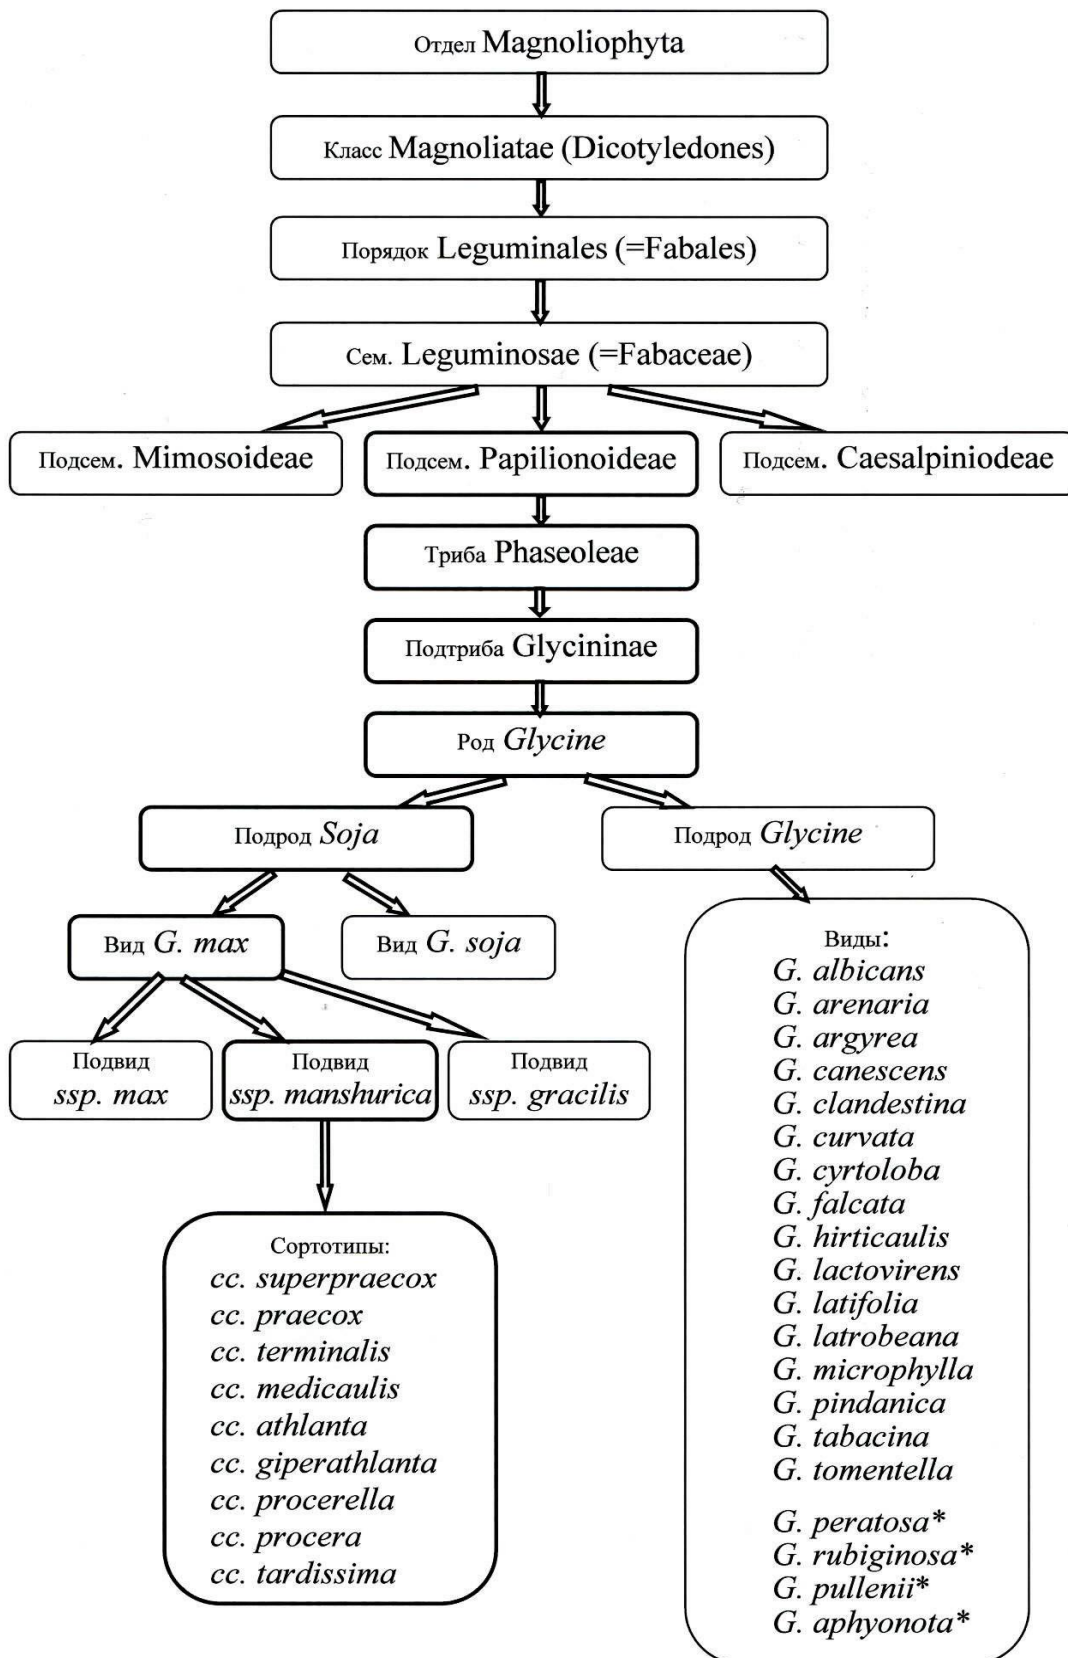 Отдел Magnoliophyta
Класс Magnoliatae (Dicotyledones)
Порядок Leguminales (=Fabales)
Сем. Leguminosae (=Fabaceae)
Подсем. Mimosoideae
Подсем. Papilionoideae
Подсем. Caesalpiniodeae
Триба Phaseoleae
Подтриба Glycininae
Род Glycine
Подрод Soja
Подрод Glycine
Вид G. max
Вид G. soja
Подвид
ssp. max
Подвид
ssp. manshurica
Подвид
ssp. gracilis
Сортотипы:
cc. superpraecox
cc. praecox
cc. terminalis
cc. medicaulis
cc. athlanta
cc. giperathlanta
cc. procerella
cc. procera
cc. tardissima
Виды:
G. albicans
G. arenaria
G. argyrea
G. canescens
G. clandestina
G. curvata
G. cyrtoloba
G. falcata
G. hirticaulis
G. lactovirens
G. latifolia
G. latrobeana
G. microphylla
G. pindanica
G. tabacina
G. tomentella
G. peratosa*
G. rubiginosa*
G. pullenii*
G. aphyonota*